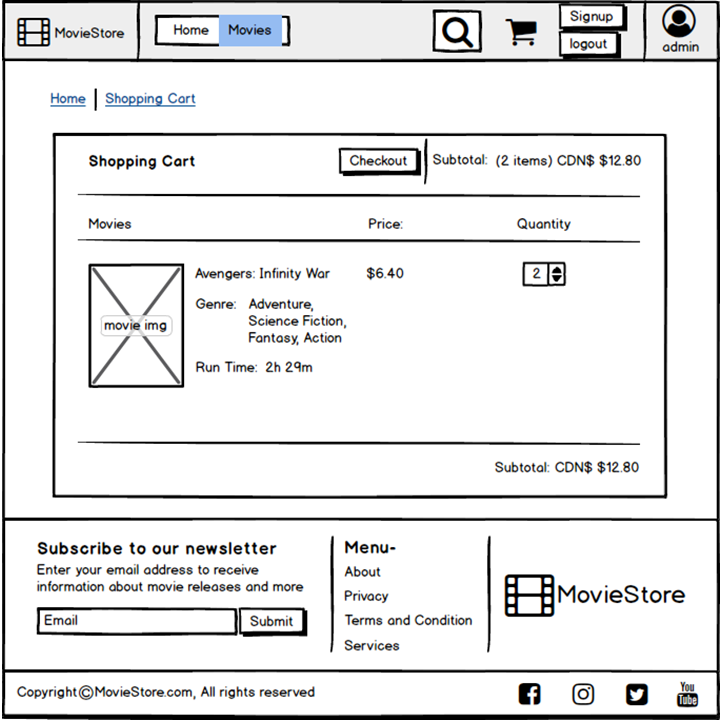 MovieStore
Home
Movies
Signup
logout
admin
Home
Shopping Cart
Shopping Cart
Checkout
Subtotal: (2 items) CDN$ $12.80
Movies
Price:
Quantity
movie img
Avengers: Infinity War
$6.40
2
Genre: Adventure,
Science Fiction,
Fantasy, Action
Run Time: 2h 29m
Subtotal: CDN$ $12.80
Subscribe to our newsletter
Enter your email address to receive
information about movie releases and more
Email
Submit
Menu-
About
Privacy
Terms and Condition
Services
MovieStore
Copyright©MovieStore.com, All rights reserved
You
Tube